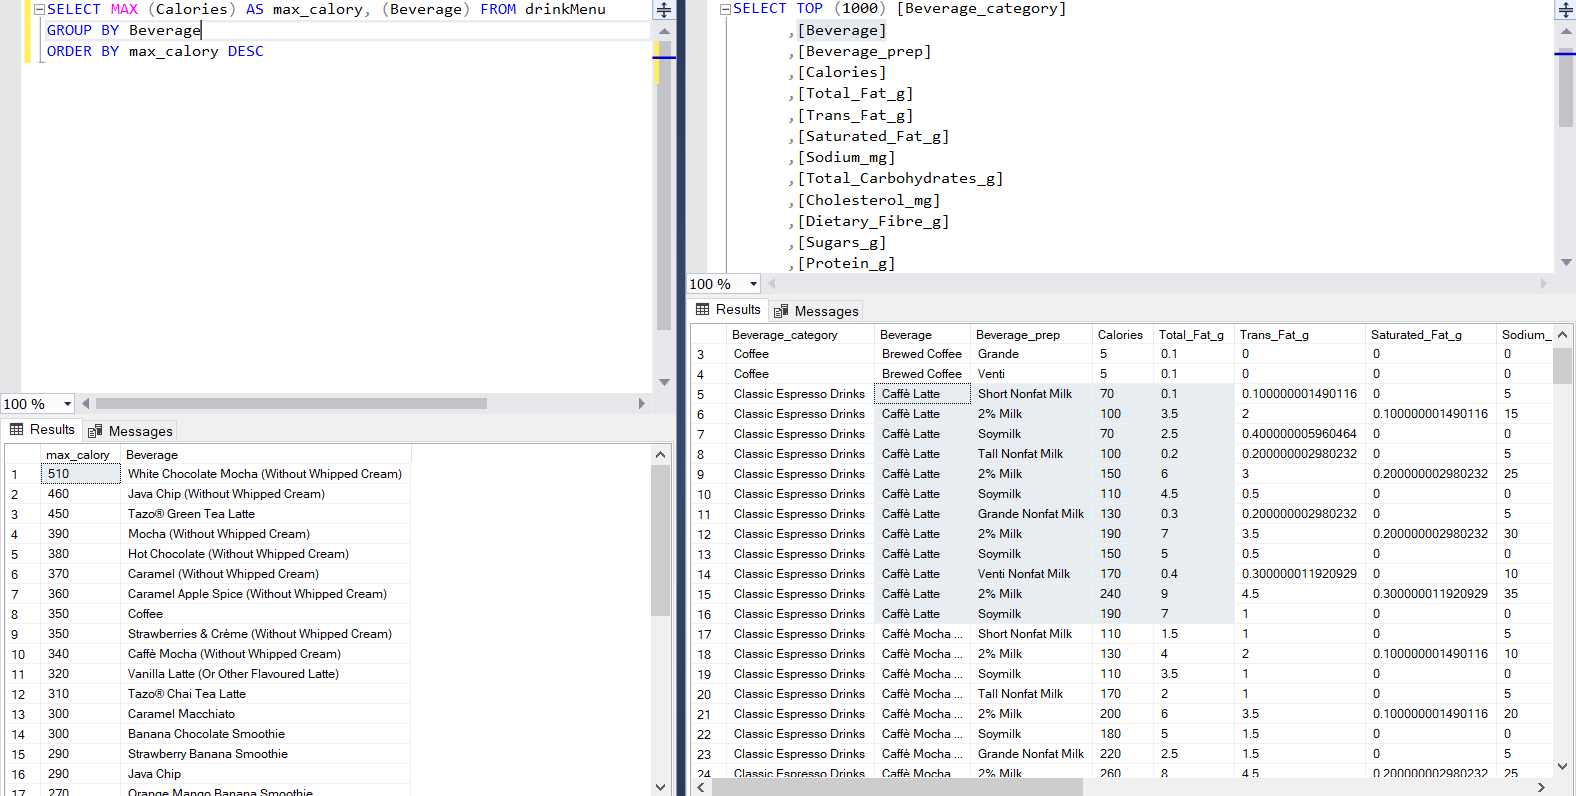 SELECT MAX (Calories) AS max_calory, (Beverage) FROM drinkMenu
GROUP BY Beverage
ORDER BY max_calory DESC
100 %
Results Messages
max_calory Beverage
1 510 White Chocolate Mocha (Without Whipped Cream)
2 460 Java Chip (Without Whipped Cream)
3 450 Tazo® Green Tea Latte
4 390 Mocha (Without Whipped Cream)
5 380 Hot Chocolate (Without Whipped Cream)
6 370 Caramel (Without Whipped Cream)
7 360 Caramel Apple Spice (Without Whipped Cream)
8 350 Coffee
9 350 Strawberries & Crème (Without Whipped Cream)
10 340 Caffè Mocha (Without Whipped Cream)
11 320 Vanilla Latte (Or Other Flavoured Latte)
12 310 Tazo® Chai Tea Latte
13 300 Caramel Macchiato
14 300 Banana Chocolate Smoothie
15 290 Strawberry Banana Smoothie
16 290 Java Chip
17 270 Orange Mango Banana Smoothie
SELECT TOP (1000) [Beverage_category]
,[Beverage]
,[Beverage_prep]
,[Calories]
,[Total_Fat_g]
,[Trans_Fat_g]
,[Saturated_Fat_g]
,[Sodium_mg]
,[Total_Carbohydrates_g]
,[Cholesterol_mg]
,[Dietary_Fibre_g]
,[Sugars_g]
,[Protein_g]
100 %
Results Messages
Beverage_category Beverage Beverage_prep Calories Total_Fat_g Trans_Fat_g Saturated_Fat_g Sodium_
3 Coffee Brewed Coffee Grande 5 0.1 0 0 0
4 Coffee Brewed Coffee Venti 5 0.1 0 0 0
5 Classic Espresso Drinks Caffè Latte Short Nonfat Milk 70 0.1 0.100000001490116 0 5
6 Classic Espresso Drinks Caffè Latte 2% Milk 100 3.5 2 0.100000001490116 15
7 Classic Espresso Drinks Caffè Latte Soymilk 70 2.5 0.400000005960464 0 0
8 Classic Espresso Drinks Caffè Latte Tall Nonfat Milk 100 0.2 0.200000002980232 0 5
9 Classic Espresso Drinks Caffè Latte 2% Milk 150 6 3 0.200000002980232 25
10 Classic Espresso Drinks Caffè Latte Soymilk 110 4.5 0.5 0 0
11 Classic Espresso Drinks Caffè Latte Grande Nonfat Milk 130 0.3 0.200000002980232 0 5
12 Classic Espresso Drinks Caffè Latte 2% Milk 190 7 3.5 0.200000002980232 30
13 Classic Espresso Drinks Caffè Latte Soymilk 150 5 0.5 0 0
14 Classic Espresso Drinks Caffè Latte Venti Nonfat Milk 170 0.4 0.300000011920929 0 10
15 Classic Espresso Drinks Caffè Latte 2% Milk 240 9 4.5 0.300000011920929 35
16 Classic Espresso Drinks Caffè Latte Soymilk 190 7 1 0 0
17 Classic Espresso Drinks Caffè Mocha ... Short Nonfat Milk 110 1.5 1 0 5
18 Classic Espresso Drinks Caffè Mocha ... 2% Milk 130 4 2 0.100000001490116 10
19 Classic Espresso Drinks Caffè Mocha ... Soymilk 110 3.5 1 0 0
20 Classic Espresso Drinks Caffè Mocha ... Tall Nonfat Milk 170 2 1 0 5
21 Classic Espresso Drinks Caffè Mocha ... 2% Milk 200 6 3.5 0.100000001490116 20
22 Classic Espresso Drinks Caffè Mocha ... Soymilk 180 5 1.5 0 0
23 Classic Espresso Drinks Caffè Mocha ... Grande Nonfat Milk 220 2.5 1.5 0 5
24 Classic Espresso Drinks Caffè Mocha 2% Milk 260 8 4.5 0.200000002980232 25